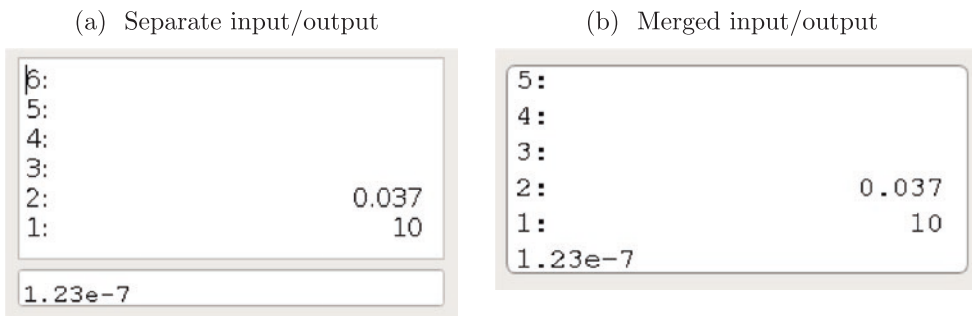 (a) Separate input/output
6:
5:
4:
3:
2: 0.037
1: 10
1.23e-7
(b) Merged input/output
5:
4:
3:
2: 0.037
1: 10
1.23e-7